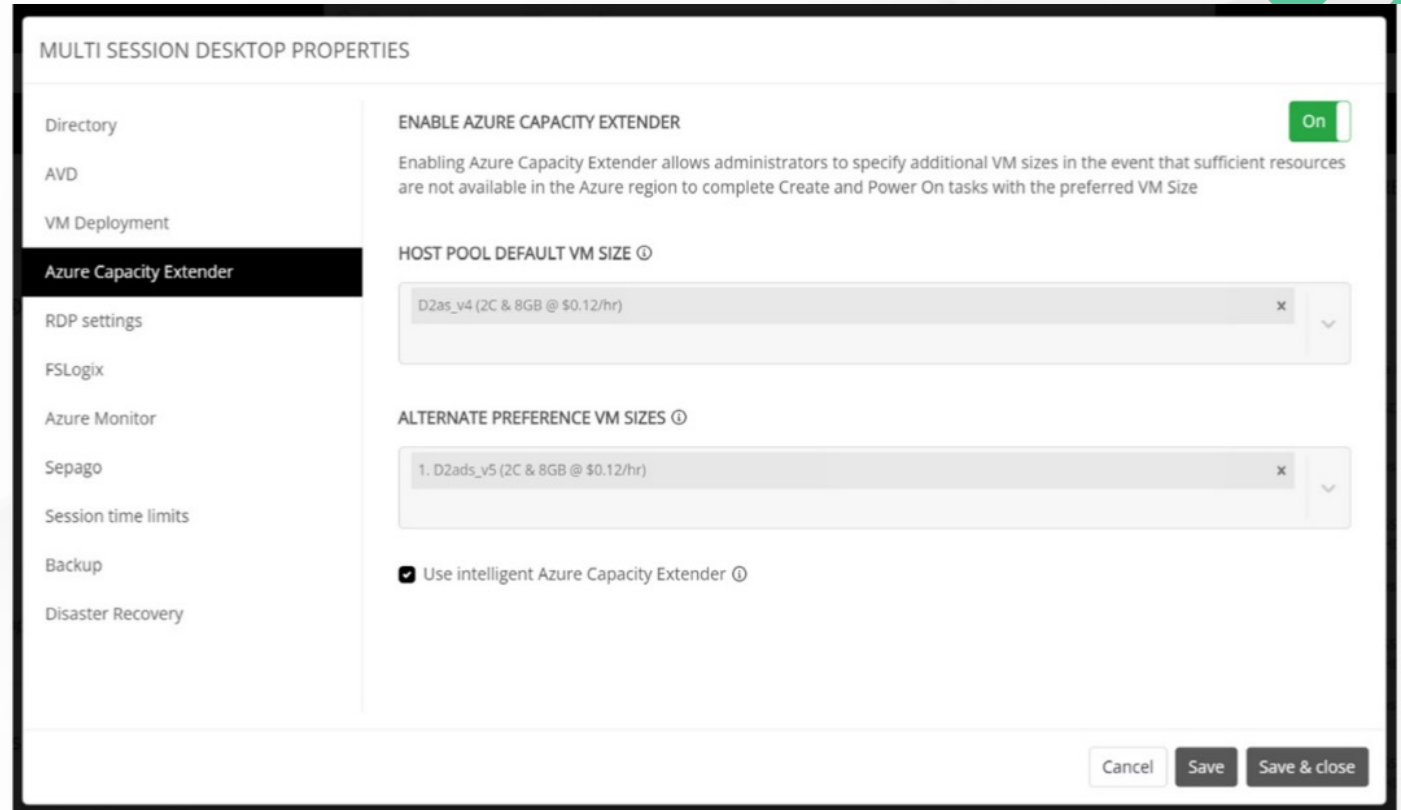 MULTI SESSION DESKTOP PROPERTIES
Directory
AVD
VM Deployment
Azure Capacity Extender
RDP settings
FSLogix
Azure Monitor
Sepago
Session time limits
Backup
Disaster Recovery
ENABLE AZURE CAPACITY EXTENDER
On
Enabling Azure Capacity Extender allows administrators to specify additional VM sizes in the event that sufficient resources
are not available in the Azure region to complete Create and Power On tasks with the preferred VM Size
HOST POOL DEFAULT VM SIZE
D2as_v4 (2C & 8GB @ $0.12/hr)
ALTERNATE PREFERENCE VM SIZES
1. D2ads_v5 (2C & 8GB @ $0.12/hr)
Use intelligent Azure Capacity Extender
Cancel
Save
Save & close